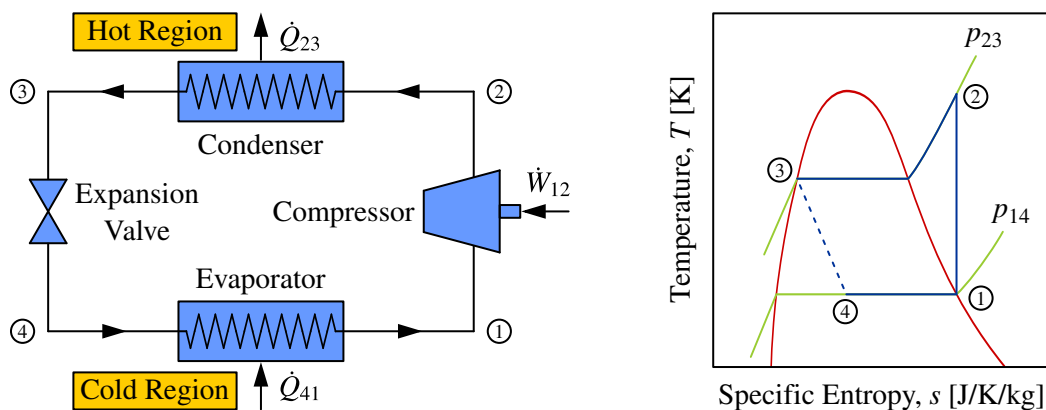 Hot Region
Q̇₂₃
③
②
Condenser
Expansion
Valve
Compressor
Ẇ₁₂
Evaporator
④
①
Cold Region
Q̇₄₁
Temperature, T [K]
p₂₃
②
③
p₁₄
④
①
Specific Entropy, s [J/K/kg]